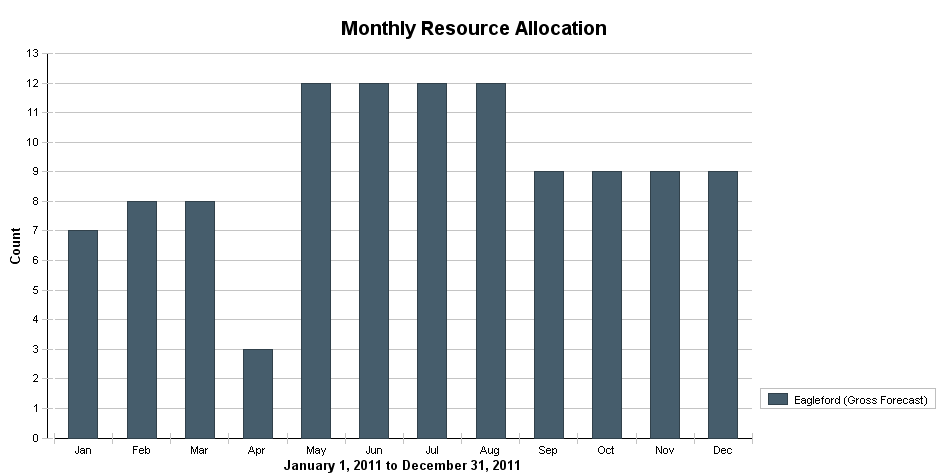 Monthly Resource Allocation
13
12
11
10
9
8
7
6
5
4
3
2
1
0
Count
Jan Feb Mar Apr May Jun Jul Aug Sep Oct Nov Dec
January 1, 2011 to December 31, 2011
Eagleford (Gross Forecast)